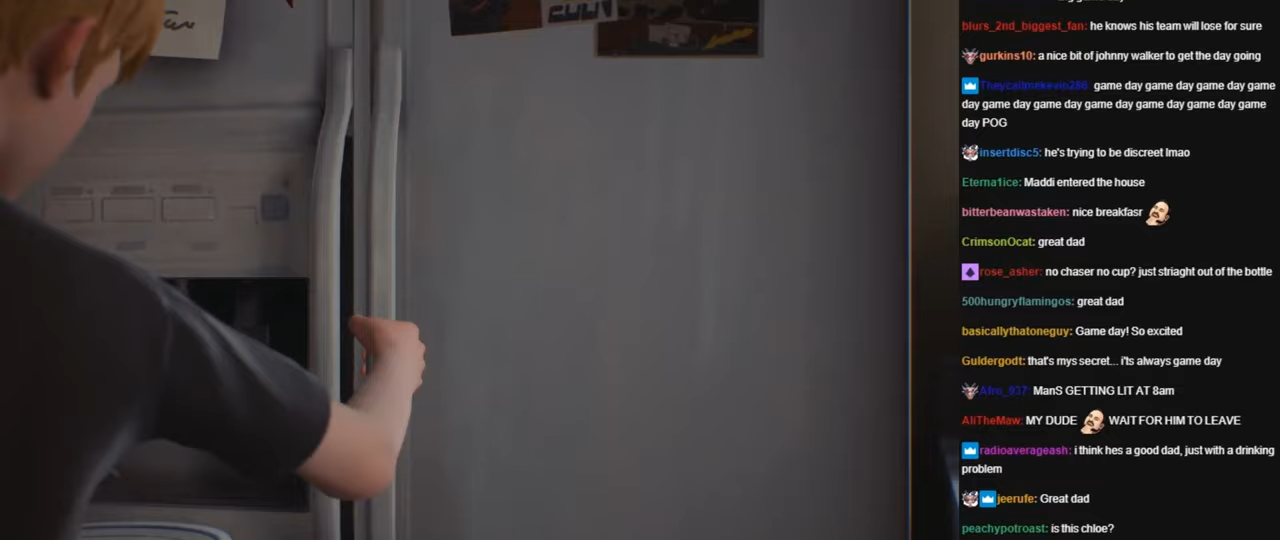 blurs_2nd_biggest_fan: he knows his team will lose for sure
gurkins10: a nice bit of johnny walker to get the day going
Theycallmekevin286: game day game day game day game
day game day game day game day game day game
day POG
insertdisc5: he's trying to be discreet lmao
Eterna1ice: Maddi entered the house
bitterbeanwastaken: nice breakfasr
CrimsonOcat: great dad
rose_asher: no chaser no cup? just striaght out of the bottle
500hungryflamingos: great dad
basicallythatoneguy: Game day! So excited
Guldergodt: that's mys secret... i'ts always game day
Afro_937: ManS GETTING LIT AT 8am
AliTheMaw: MY DUDE WAIT FOR HIM TO LEAVE
radioaverageash: i think hes a good dad, just with a drinking
problem
jeerufe: Great dad
peachypotroast: is this chloe?